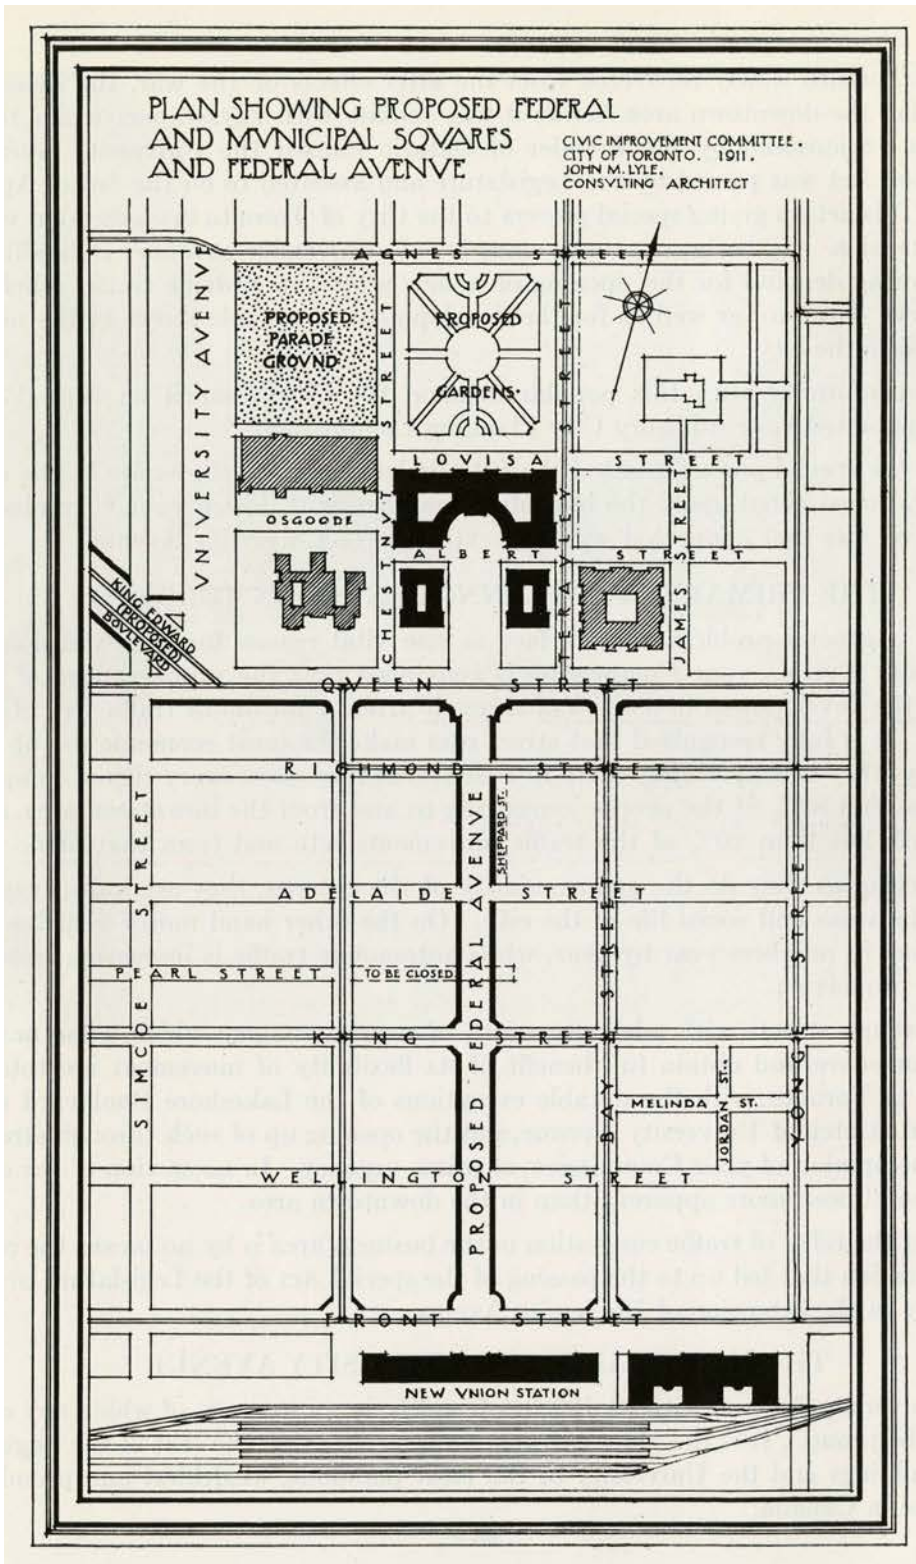 PLAN SHOWING PROPOSED FEDERAL
AND MVNICIPAL SQVARES
AND FEDERAL AVENVE
CIVIC IMPROVEMENT COMMITTEE.
CITY OF TORONTO. 1911.
JOHN M. LYLE.
CONSVLTING ARCHITECT
AGNES STREET
VNIVERSITY AVENVE
PROPOSED
PARADE
GROVND
CHESTNVT STREET
PROPOSED
GARDENS
TERAVLEY STREET
LOVISA STREET
OSGOODE
ALBERT STREET
JAMES STREET
KING EDWARD
(PROPOSED)
BOVLEVARD
QVEEN STREET
RICHMOND STREET
SIMCOE STREET
PROPOSED FEDERAL AVENVE
SHEPPARD ST.
ADELAIDE STREET
PEARL STREET
TO BE CLOSED
KING STREET
BAY STREET
YONGE STREET
MELINDA ST.
JORDAN ST.
WELLINGTON STREET
FRONT STREET
NEW VNION STATION